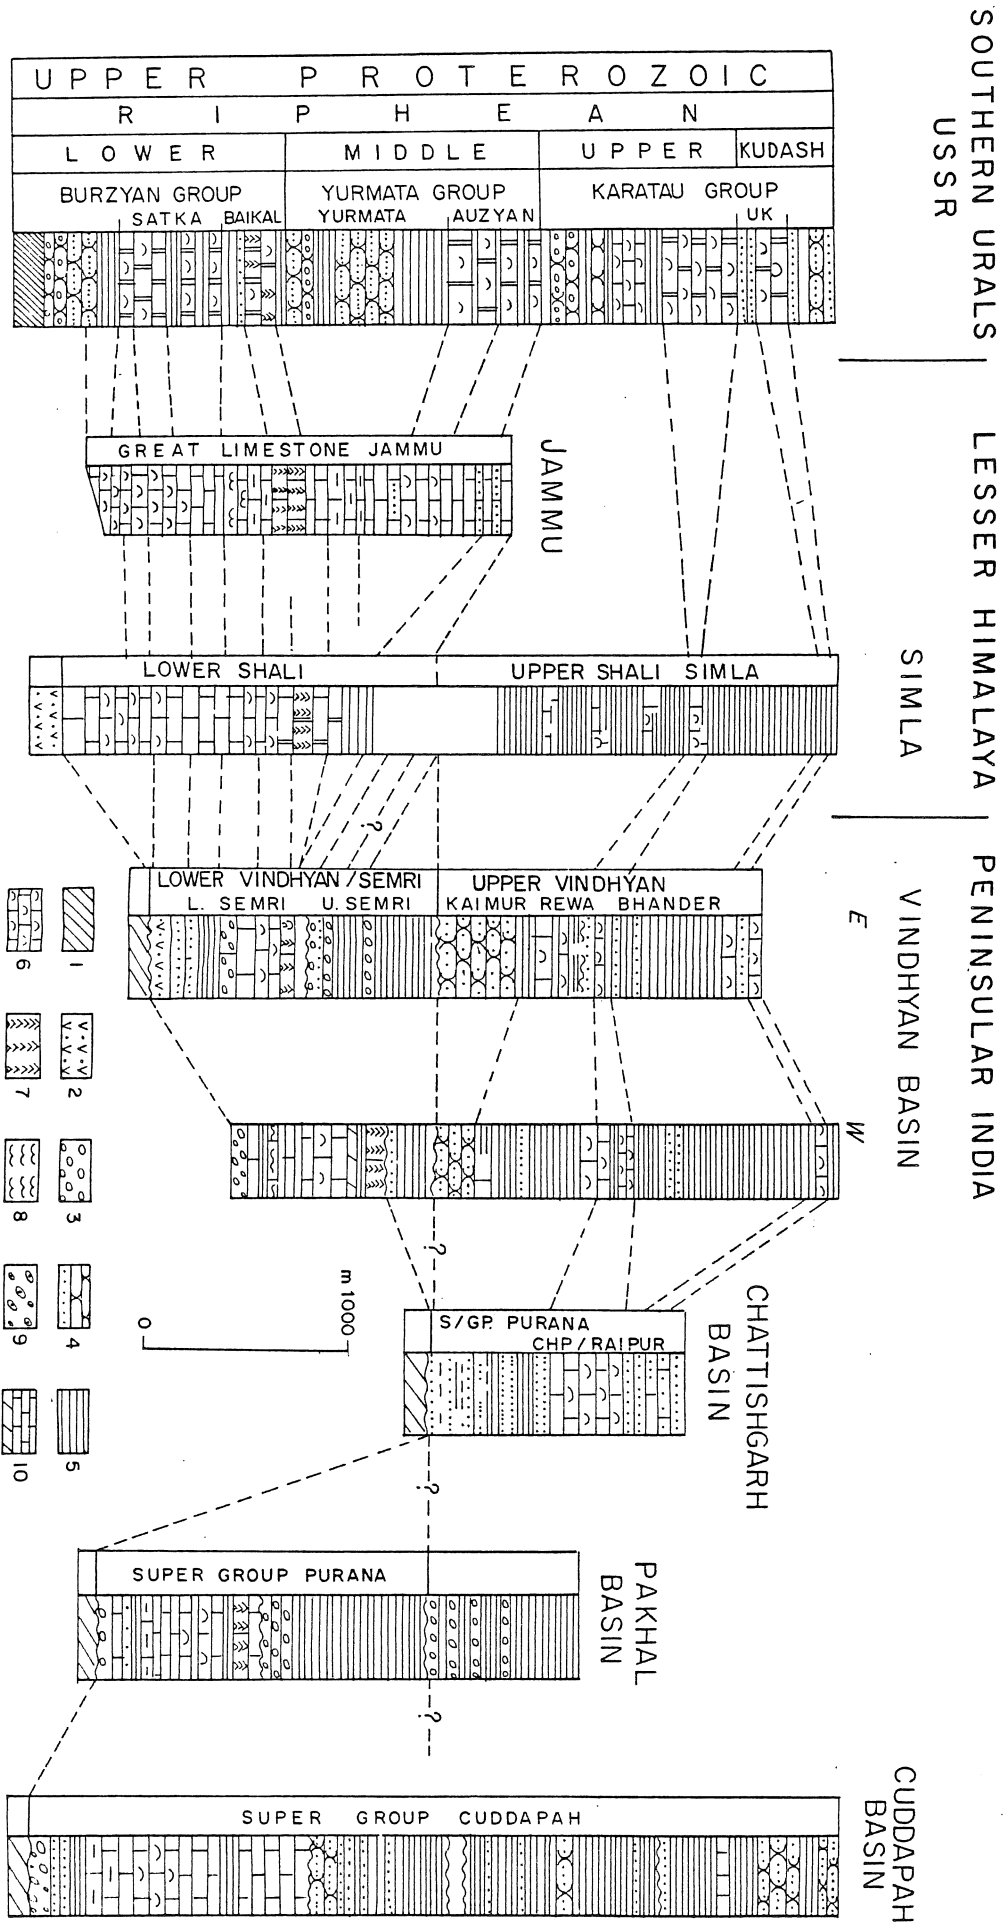 SOUTHERN URALS
USSR
LESSER HIMALAYA
PENINSULAR INDIA
UPPER PROTEROZOIC
RIPHEAN
LOWER
MIDDLE
UPPER
KUDASH
BURZYAN GROUP
SATKA
BAIKAL
YURMATA GROUP
YURMATA
AUZYAN
KARATAU GROUP
UK
JAMMU
GREAT LIMESTONE JAMMU
SIMLA
LOWER SHALI
UPPER SHALI SIMLA
?
VINDHYAN BASIN
E
LOWER VINDHYAN/SEMRI
L. SEMRI U. SEMRI
UPPER VINDHYAN
KAIMUR REWA BHANDER
W
?
CHATTISHGARH
BASIN
S/GP. PURANA
CHP/RAIPUR
?
PAKHAL
BASIN
SUPER GROUP PURANA
?
CUDDAPAH
BASIN
SUPER GROUP CUDDAPAH
m 1000
0
1
2
3
4
5
6
7
8
9
10